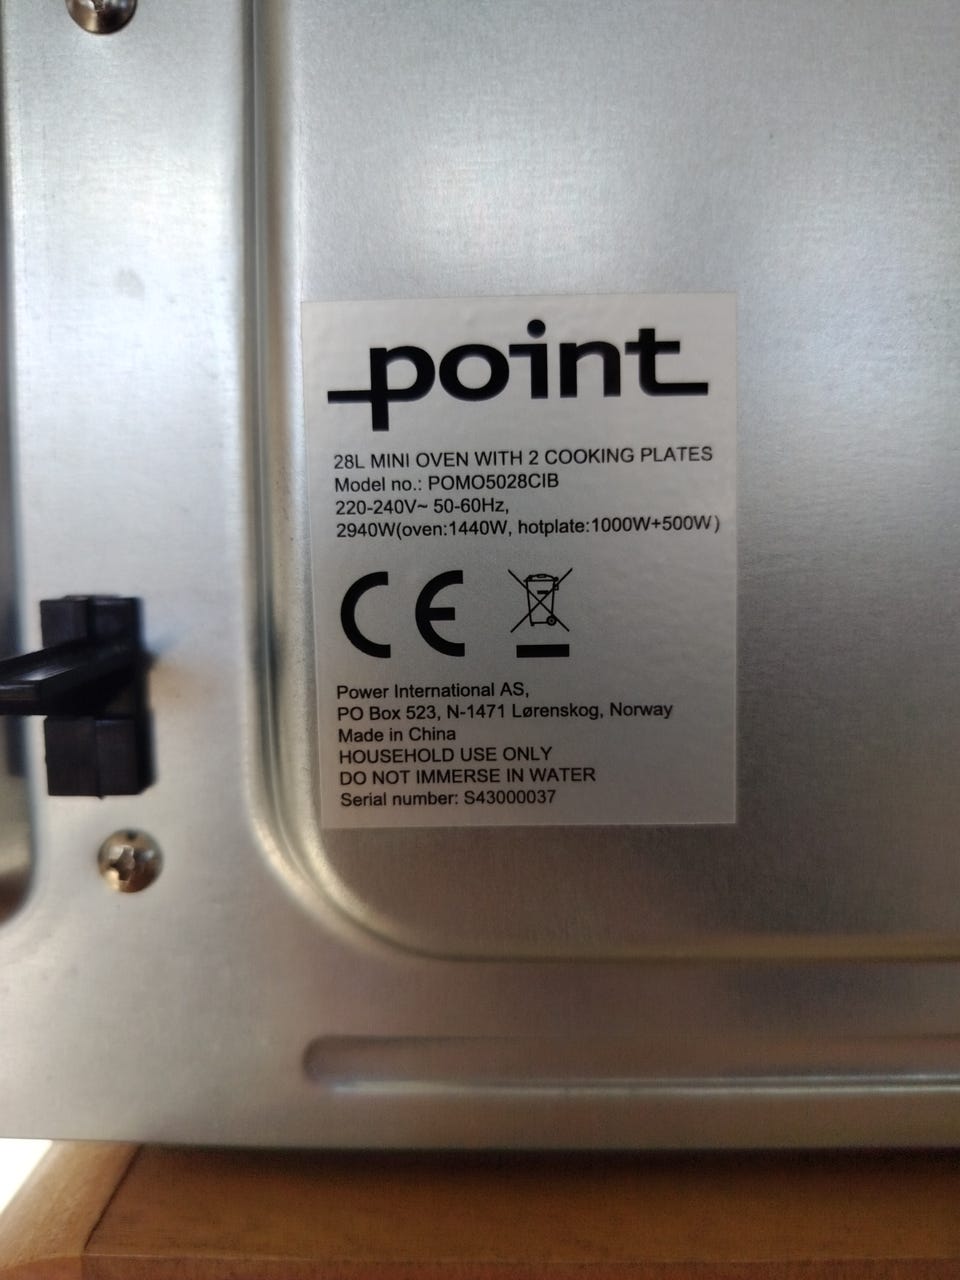 point
28L MINI OVEN WITH 2 COOKING PLATES
Model no.: POMO5028CIB
220-240V~ 50-60Hz,
2940W(oven:1440W, hotplate:1000W+500W)
CE
Power International AS,
PO Box 523, N-1471 Lørenskog, Norway
Made in China
HOUSEHOLD USE ONLY
DO NOT IMMERSE IN WATER
Serial number: S43000037